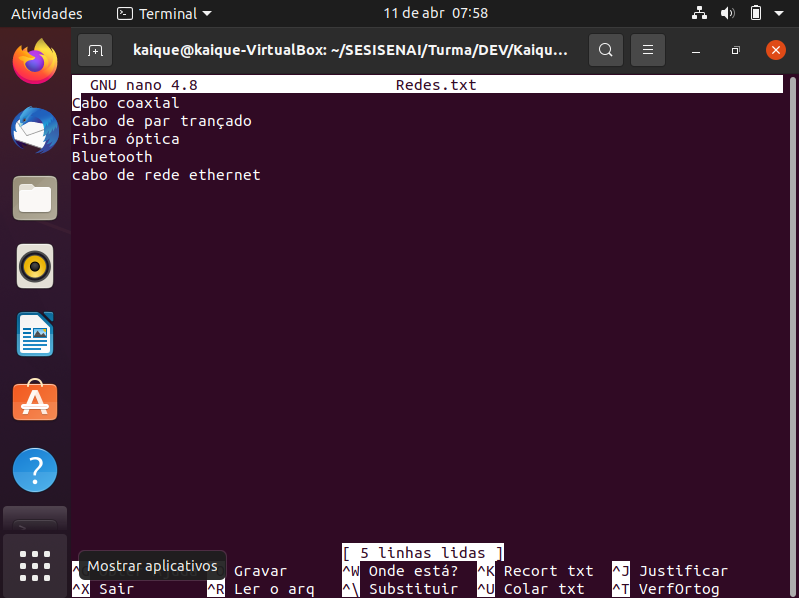 Atividades Terminal 11 de abr 07:58
kaique@kaique-VirtualBox: ~/SESISENAI/Turma/DEV/Kaiqu...
GNU nano 4.8 Redes.txt
Cabo coaxial
Cabo de par trançado
Fibra óptica
Bluetooth
cabo de rede ethernet
[ 5 linhas lidas ]
Mostrar aplicativos
Gravar ^W Onde está? ^K Recort txt ^J Justificar
^X Sair ^R Ler o arq ^\ Substituir ^U Colar txt ^T VerfOrtog